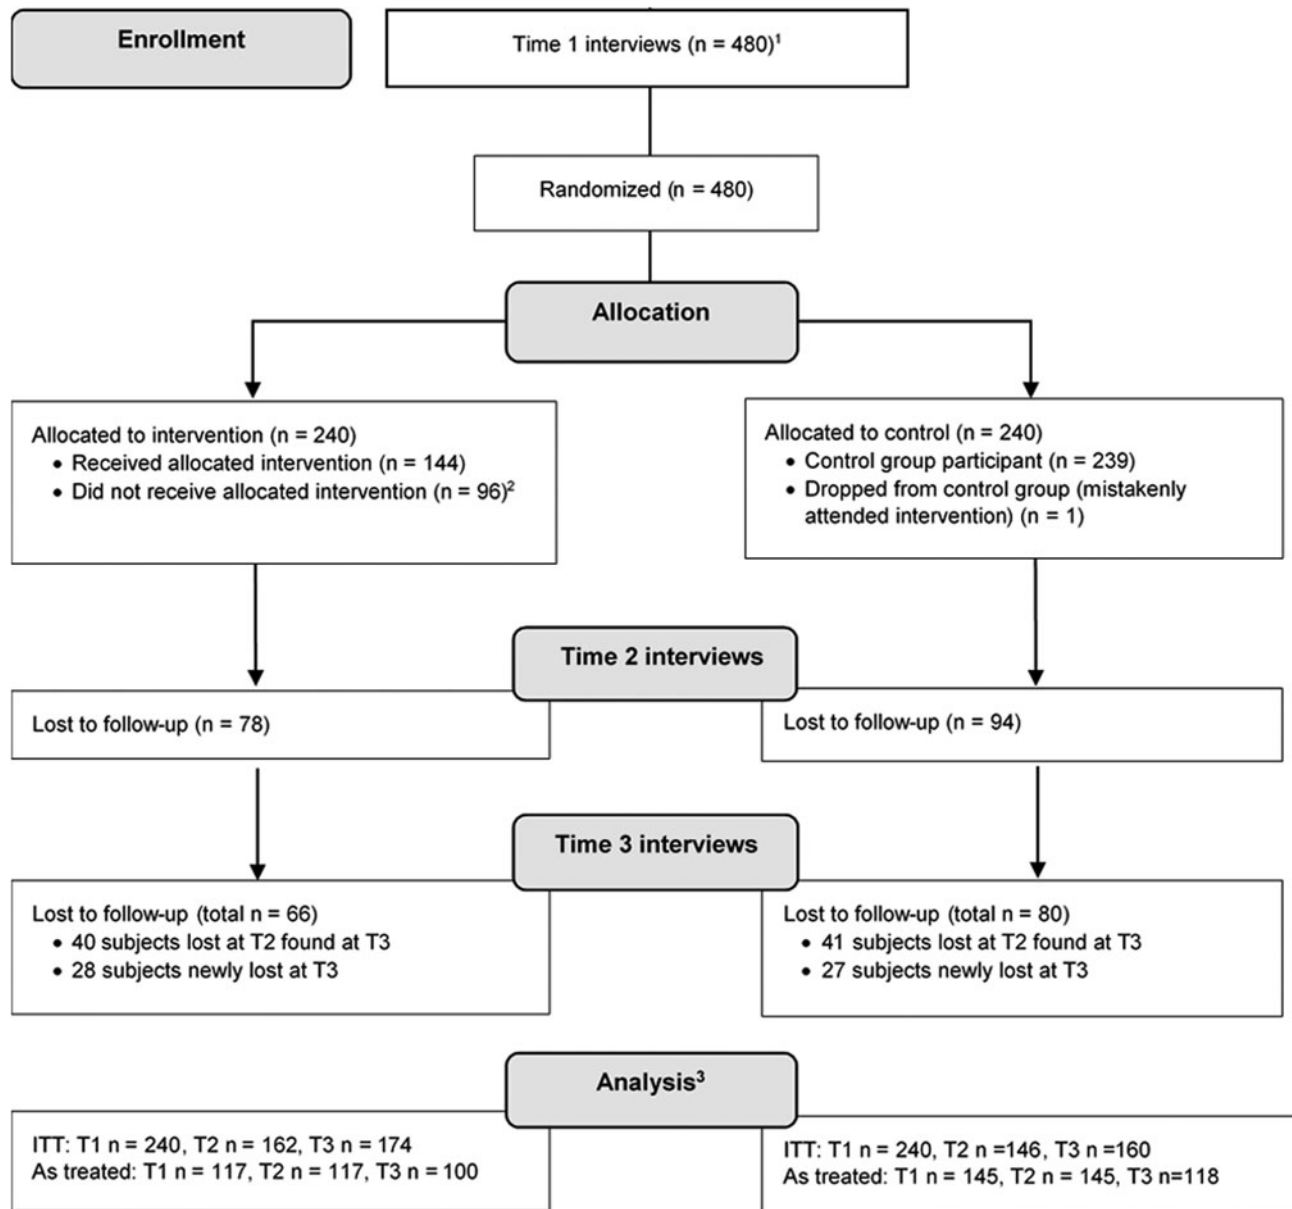 Enrollment
Time 1 interviews (n = 480)¹
Randomized (n = 480)
Allocation
Allocated to intervention (n = 240)
• Received allocated intervention (n = 144)
• Did not receive allocated intervention (n = 96)²
Allocated to control (n = 240)
• Control group participant (n = 239)
• Dropped from control group (mistakenly
attended intervention) (n = 1)
Time 2 interviews
Lost to follow-up (n = 78)
Lost to follow-up (n = 94)
Time 3 interviews
Lost to follow-up (total n = 66)
• 40 subjects lost at T2 found at T3
• 28 subjects newly lost at T3
Lost to follow-up (total n = 80)
• 41 subjects lost at T2 found at T3
• 27 subjects newly lost at T3
Analysis³
ITT: T1 n = 240, T2 n = 162, T3 n = 174
As treated: T1 n = 117, T2 n = 117, T3 n = 100
ITT: T1 n = 240, T2 n =146, T3 n =160
As treated: T1 n = 145, T2 n = 145, T3 n=118